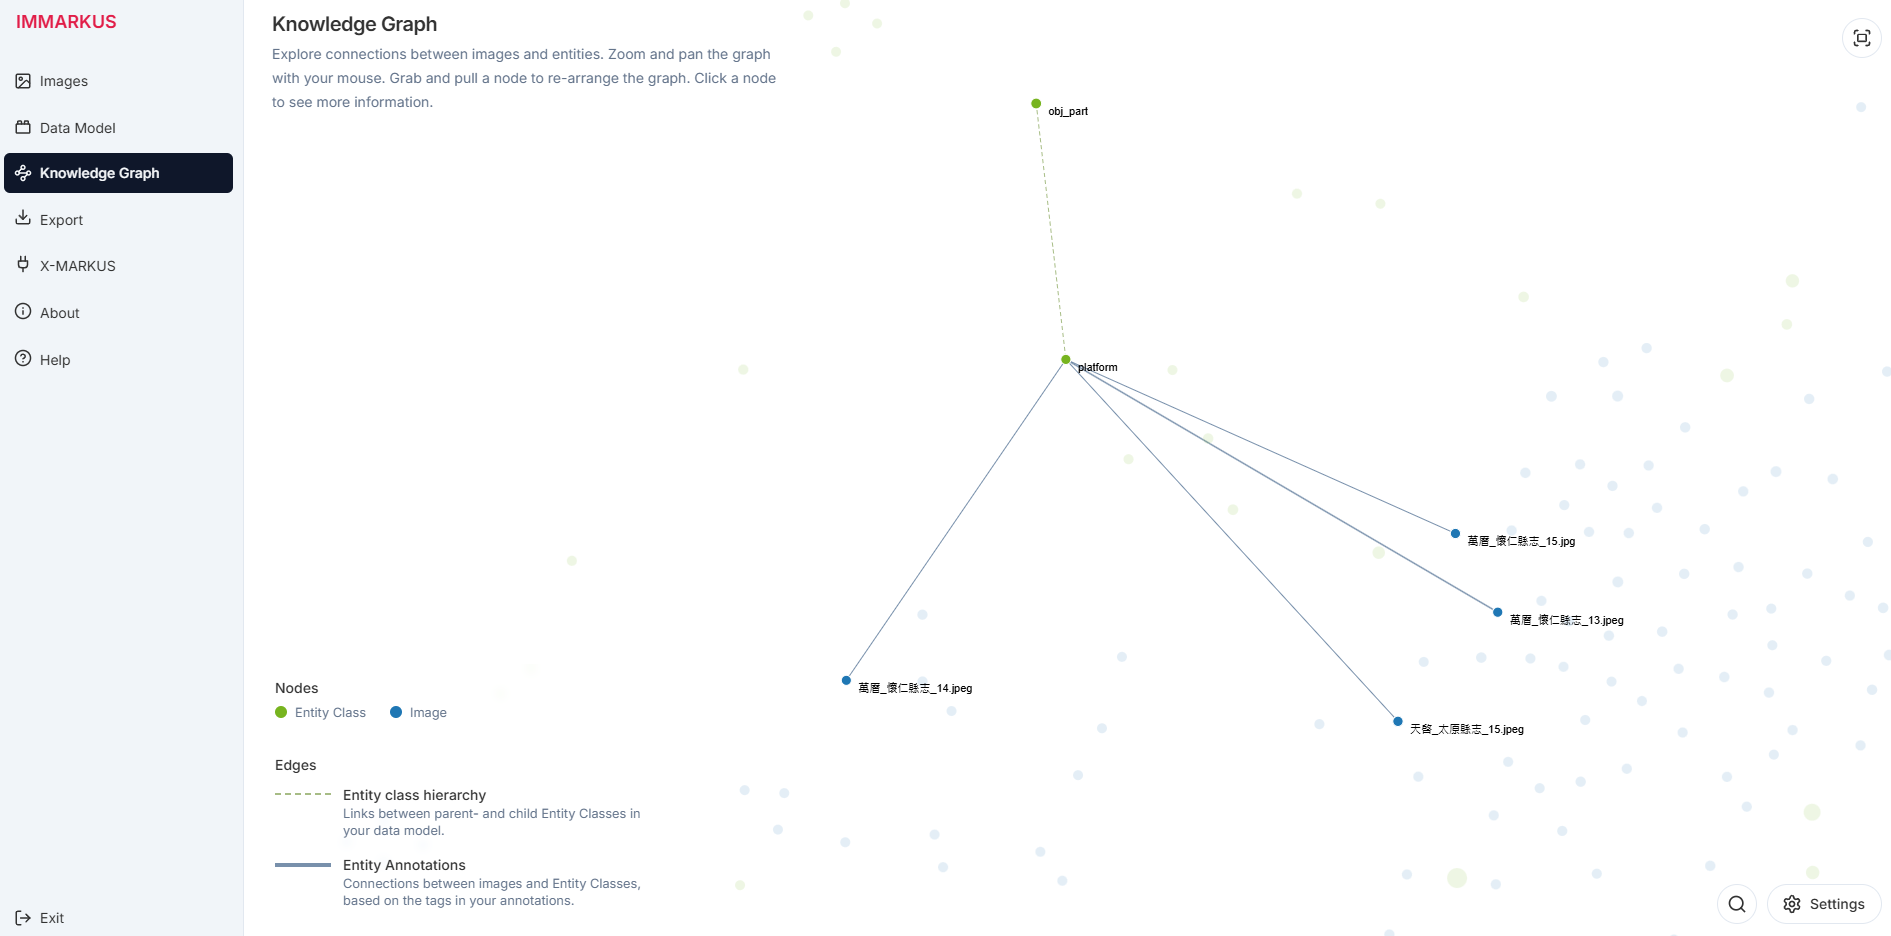 IMMARKUS
Images
Data Model
Knowledge Graph
Export
X-MARKUS
About
Help
Exit
Knowledge Graph
Explore connections between images and entities. Zoom and pan the graph
with your mouse. Grab and pull a node to re-arrange the graph. Click a node
to see more information.
obj_part
platform
萬曆_懷仁縣志_15.jpg
萬曆_懷仁縣志_13.jpeg
萬曆_懷仁縣志_14.jpeg
天啓_太原縣志_15.jpeg
Nodes
Entity Class
Image
Edges
Entity class hierarchy
Links between parent- and child Entity Classes in
your data model.
Entity Annotations
Connections between images and Entity Classes,
based on the tags in your annotations.
Settings